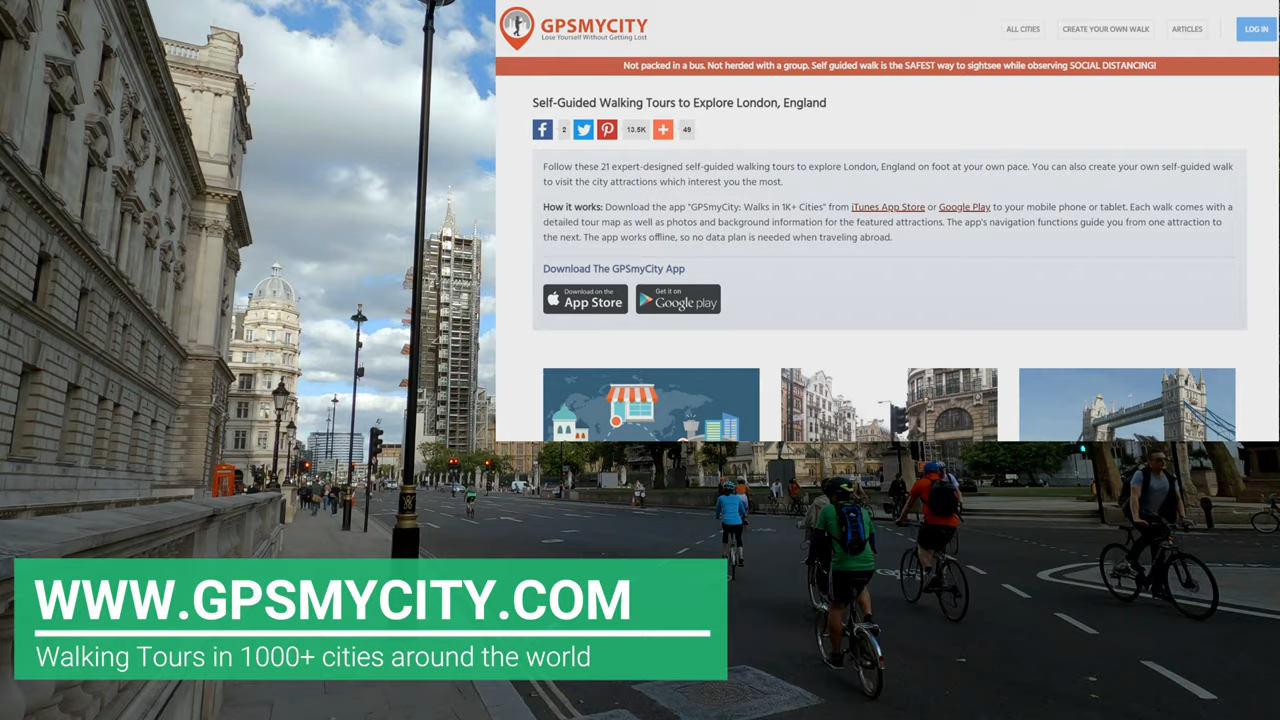 GPSMYCITY
Lose Yourself Without Getting Lost
ALL CITIES
CREATE YOUR OWN WALK
ARTICLES
LOG IN
Not packed in a bus. Not herded with a group. Self guided walk is the SAFEST way to sightsee while observing SOCIAL DISTANCING!
Self-Guided Walking Tours to Explore London, England
2
13.5K
49
Follow these 21 expert-designed self-guided walking tours to explore London, England on foot at your own pace. You can also create your own self-guided walk
to visit the city attractions which interest you the most.
How it works: Download the app "GPSmyCity: Walks in 1K+ Cities" from iTunes App Store or Google Play to your mobile phone or tablet. Each walk comes with a
detailed tour map as well as photos and background information for the featured attractions. The app's navigation functions guide you from one attraction to
the next. The app works offline, so no data plan is needed when traveling abroad.
Download The GPSmyCity App
Download on the
App Store
Get it on
Google play
WWW.GPSMYCITY.COM
Walking Tours in 1000+ cities around the world